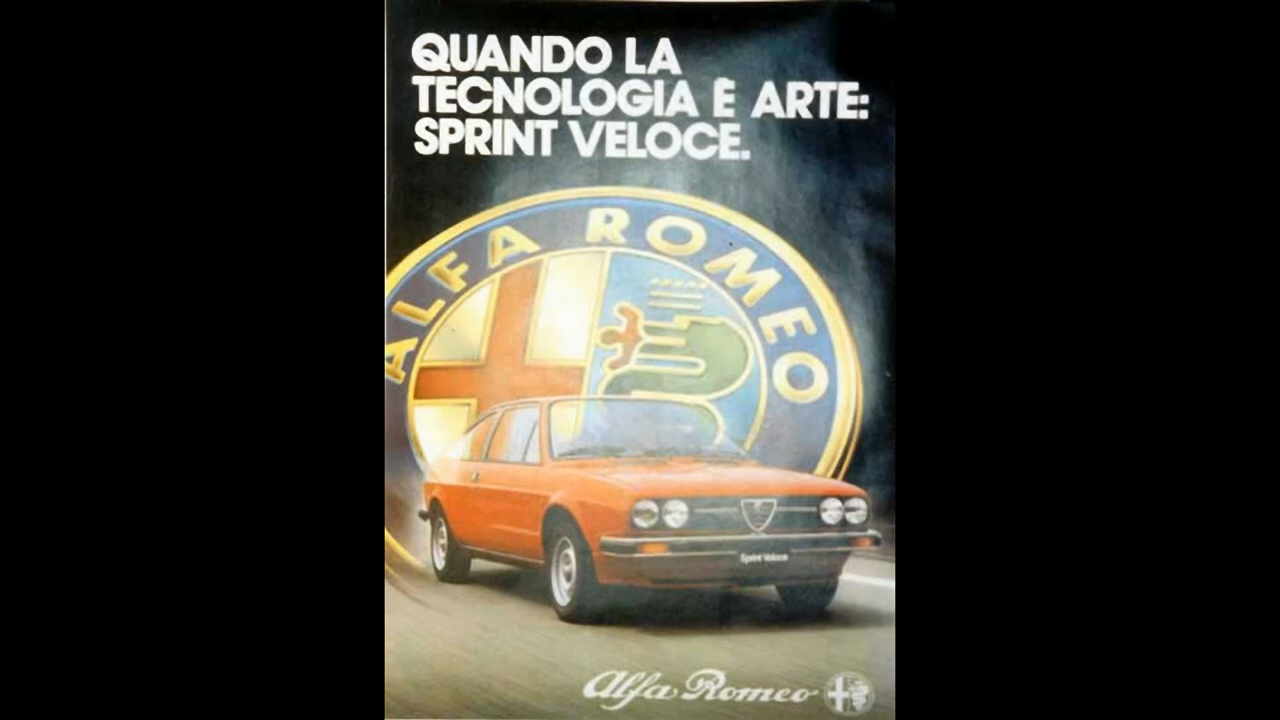 QUANDO LA
TECNOLOGIA È ARTE:
SPRINT VELOCE.
ALFA ROMEO
Sprint Veloce
Alfa Romeo